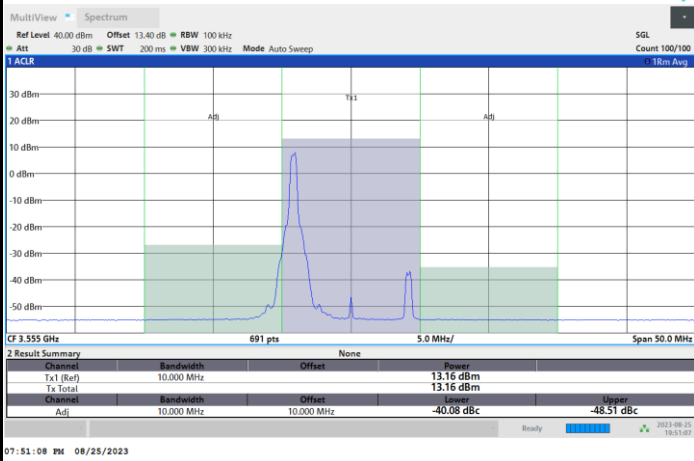 MultiView Spectrum
Ref Level 40.00 dBm Offset 13.40 dB RBW 100 kHz SGL
Att 30 dB SWT 200 ms VBW 300 kHz Mode Auto Sweep Count 100/100
1 ACLR 1Rm Avg
30 dBm
Tx1
20 dBm
Adj Adj
10 dBm
0 dBm
-10 dBm
-20 dBm
-30 dBm
-40 dBm
-50 dBm
CF 3.555 GHz 691 pts 5.0 MHz/ Span 50.0 MHz
2 Result Summary None
Channel Bandwidth Offset Power
Tx1 (Ref) 10.000 MHz 13.16 dBm
Tx Total 13.16 dBm
Channel Bandwidth Offset Lower Upper
Adj 10.000 MHz 10.000 MHz -40.08 dBc -48.51 dBc
Ready 2023-08-25
19:51:07
07:51:08 PM 08/25/2023